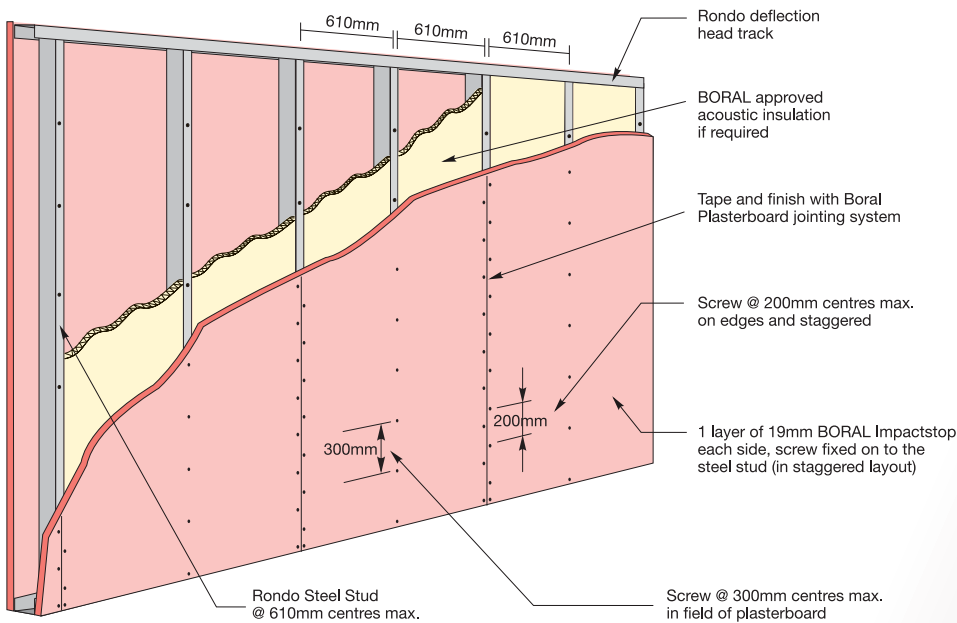 610mm
610mm
610mm
Rondo deflection
head track
BORAL approved
acoustic insulation
if required
Tape and finish with Boral
Plasterboard jointing system
Screw @ 200mm centres max.
on edges and staggered
200mm
300mm
1 layer of 19mm BORAL Impactstop
each side, screw fixed on to the
steel stud (in staggered layout)
Rondo Steel Stud
@ 610mm centres max.
Screw @ 300mm centres max.
in field of plasterboard